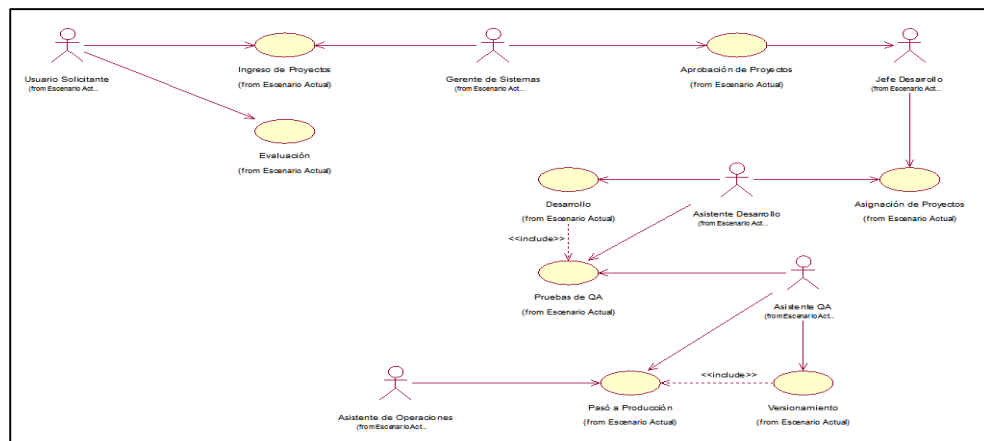 Usuario Solicitante
(from Escenario Act...
Ingreso de Proyectos
(from Escenario Actual)
Gerente de Sistemas
(from Escenario Act...
Aprobación de Proyectos
(from Escenario Actual)
Jefe Desarrollo
(from Escenario Act...
Evaluación
(from Escenario Actual)
Desarrollo
(from Escenario Actual)
Asistente Desarrollo
(from Escenario Act...
Asignación de Proyectos
(from Escenario Actual)
<<include>>
Pruebas de QA
(from Escenario Actual)
Asistente QA
(from Escenario Act...
<<include>>
Asistente de Operaciones
(from Escenario Act...
Pasó a Producción
(from Escenario Actual)
Versionamiento
(from Escenario Actual)